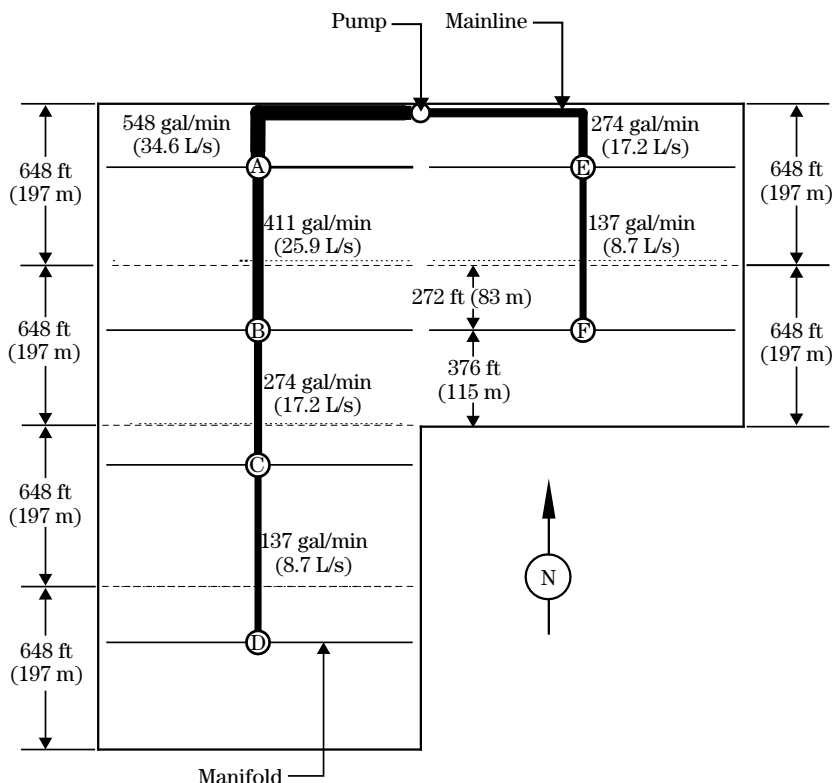 Pump
Mainline
548 gal/min
(34.6 L/s)
274 gal/min
(17.2 L/s)
648 ft
(197 m)
A
E
648 ft
(197 m)
411 gal/min
(25.9 L/s)
137 gal/min
(8.7 L/s)
272 ft (83 m)
648 ft
(197 m)
B
F
648 ft
(197 m)
376 ft
(115 m)
274 gal/min
(17.2 L/s)
C
648 ft
(197 m)
137 gal/min
(8.7 L/s)
N
D
648 ft
(197 m)
Manifold